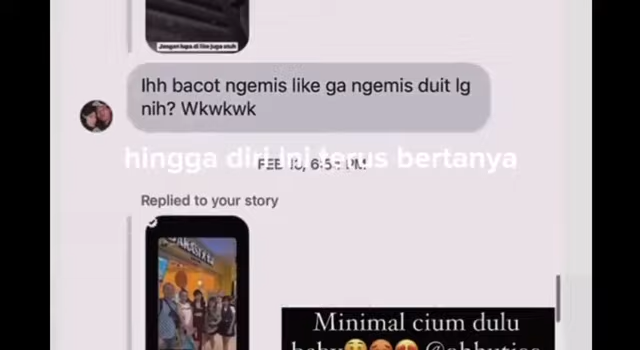 Jangan lupa di like juga atuh
Ihh bacot ngemis like ga ngemis duit lg
nih? Wkwkwk
hingga diri ini terus bertanya
FEB 6:5 PM
Replied to your story
Minimal cium dulu